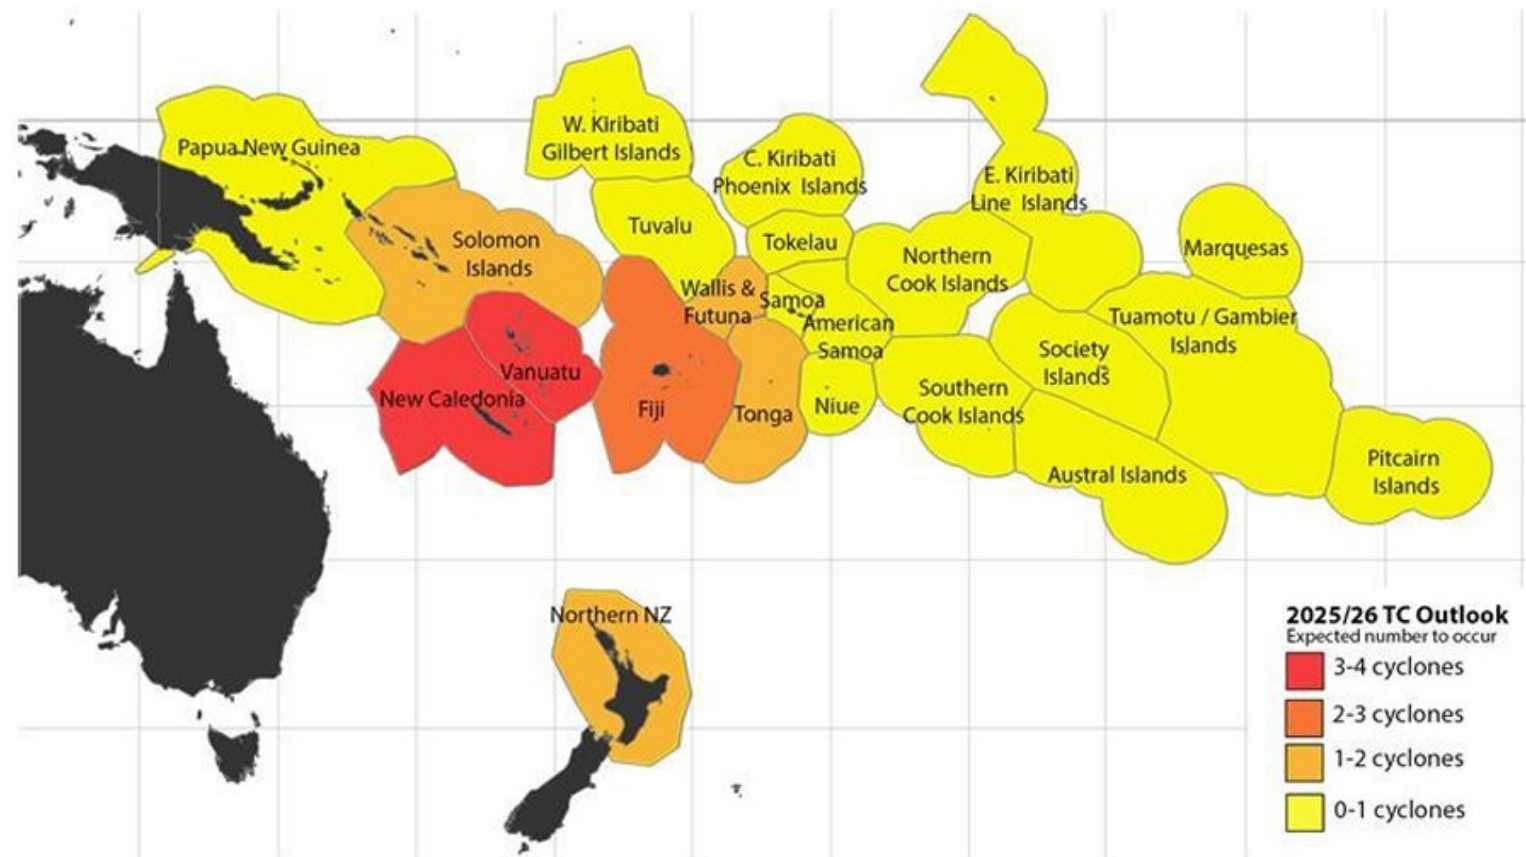 Papua New Guinea
W. Kiribati
Gilbert Islands
C. Kiribati
Phoenix Islands
E. Kiribati
Line Islands
Tuvalu
Tokelau
Solomon
Islands
Northern
Cook Islands
Marquesas
Wallis &
Futuna
Samoa
American
Samoa
Tuamotu / Gambier
Islands
Society
Islands
Vanuatu
New Caledonia
Fiji
Tonga
Niue
Southern
Cook Islands
Austral Islands
Pitcairn
Islands
Northern NZ
2025/26 TC Outlook
Expected number to occur
3-4 cyclones
2-3 cyclones
1-2 cyclones
0-1 cyclones